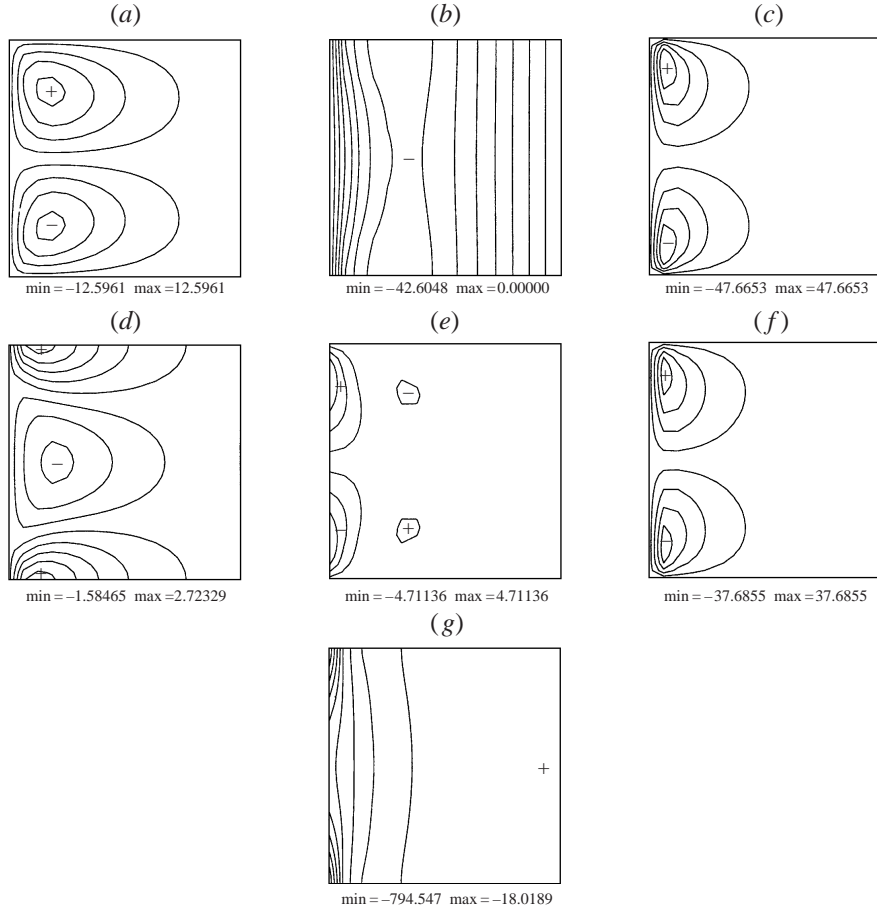 (a) (b) (c)
min = –12.5961 max =12.5961 min = –42.6048 max =0.00000 min = –47.6653 max =47.6653
(d) (e) (f)
min = –1.58465 max =2.72329 min = –4.71136 max =4.71136 min = –37.6855 max =37.6855
(g)
min = –794.547 max = –18.0189